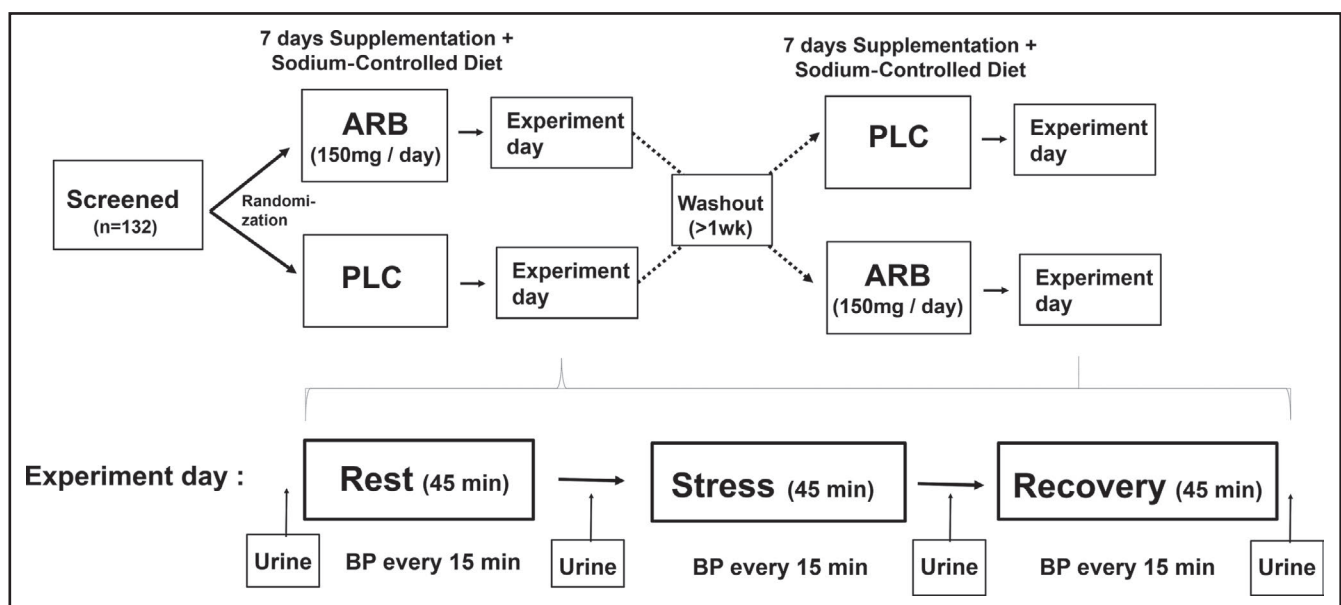 7 days Supplementation +
Sodium-Controlled Diet
7 days Supplementation +
Sodium-Controlled Diet
ARB
(150mg / day)
Experiment
day
PLC
Experiment
day
Screened
(n=132)
Randomi-
zation
Washout
(>1wk)
PLC
Experiment
day
ARB
(150mg / day)
Experiment
day
Experiment day :
Rest (45 min)
Stress (45 min)
Recovery (45 min)
Urine
BP every 15 min
Urine
BP every 15 min
Urine
BP every 15 min
Urine